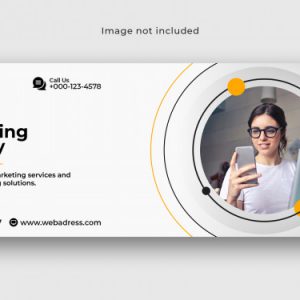 Image not included
Call Us
+000-123-4578
ing
y
rketing services and
g solutions.
www.webadress.com